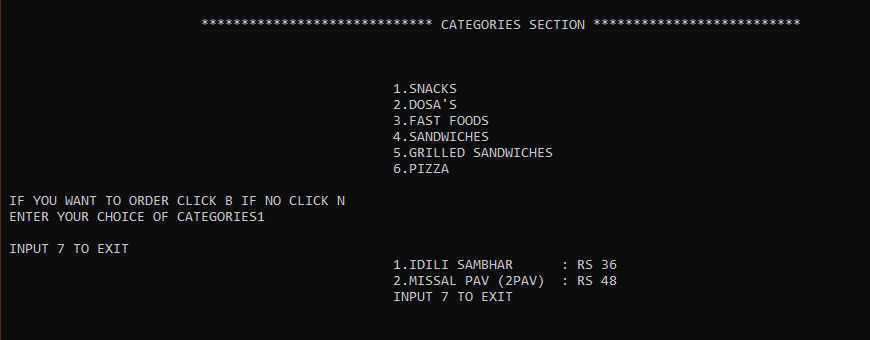 ***************************** CATEGORIES SECTION **************************
1.SNACKS
2.DOSA'S
3.FAST FOODS
4.SANDWICHES
5.GRILLED SANDWICHES
6.PIZZA
IF YOU WANT TO ORDER CLICK B IF NO CLICK N
ENTER YOUR CHOICE OF CATEGORIES1
INPUT 7 TO EXIT
1.IDILI SAMBHAR      : RS 36
2.MISSAL PAV (2PAV)  : RS 48
INPUT 7 TO EXIT